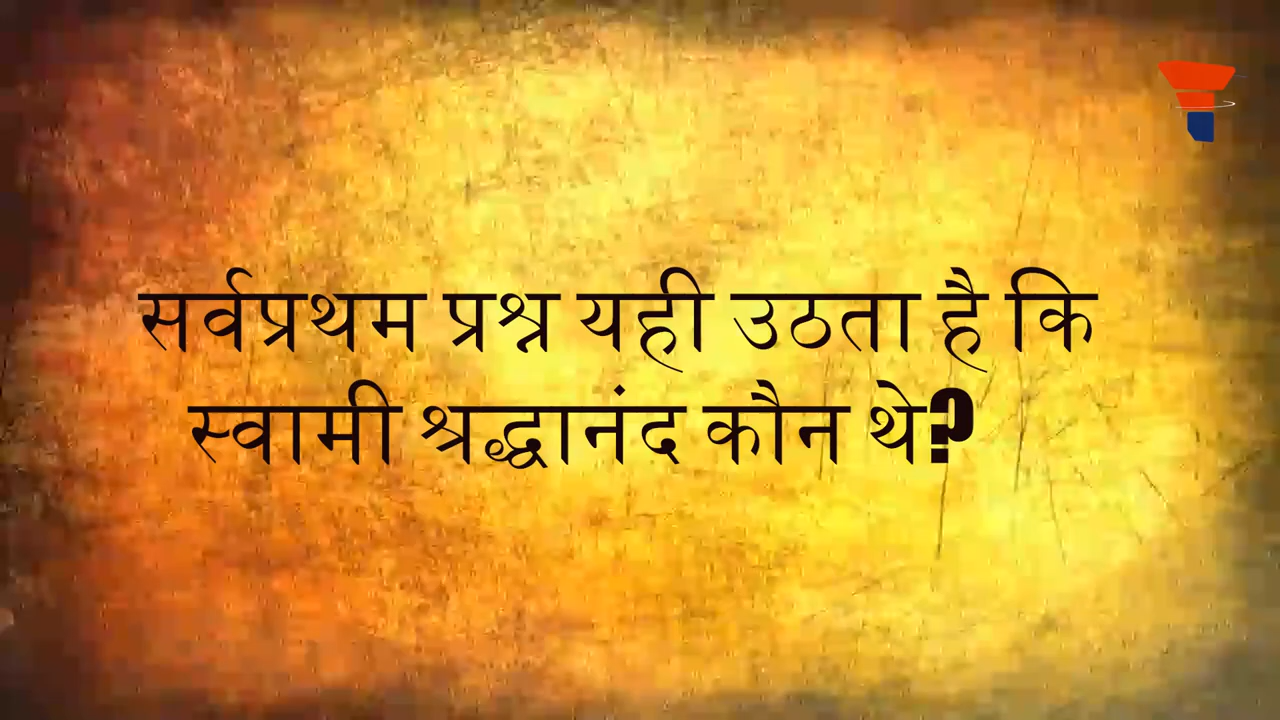 सर्वप्रथम प्रश्न यही उठता है कि
स्वामी श्रद्धानंद कौन थे?